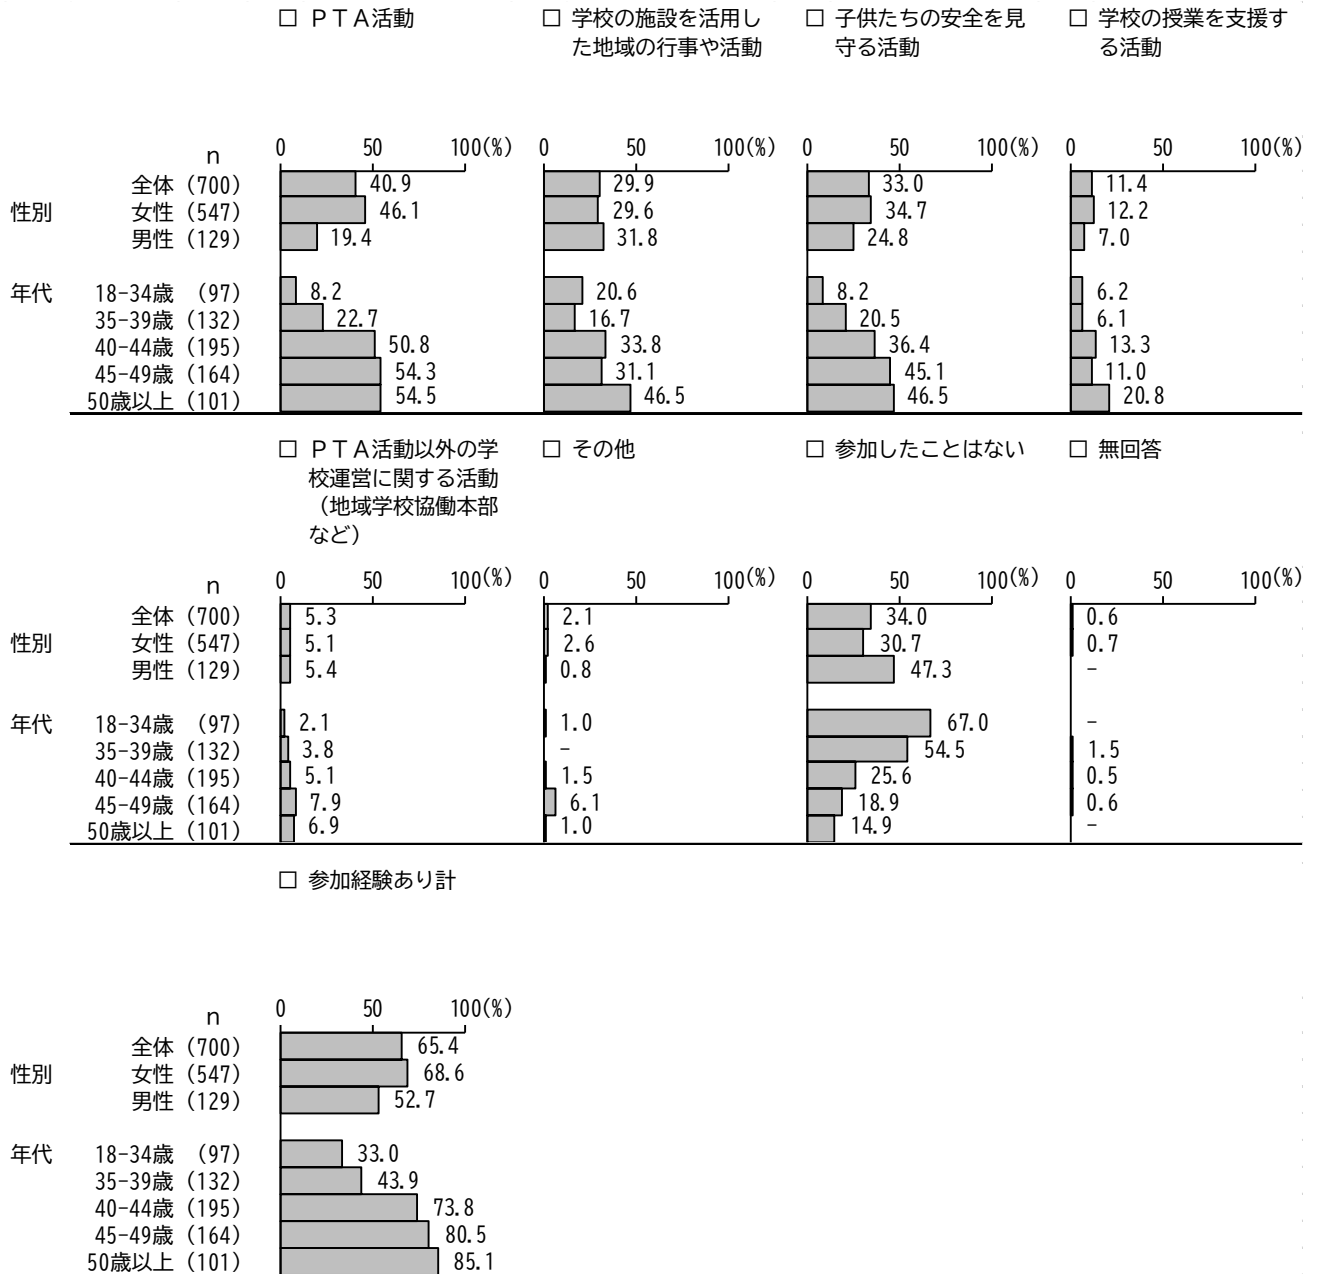 □ ＰＴＡ活動
□ 学校の施設を活用し
た地域の行事や活動
□ 子供たちの安全を見
守る活動
□ 学校の授業を支援す
る活動
n 0 50 100(%) 0 50 100(%) 0 50 100(%) 0 50 100(%)
全体 (700) 40.9 29.9 33.0 11.4
性別 女性 (547) 46.1 29.6 34.7 12.2
男性 (129) 19.4 31.8 24.8 7.0
年代 18-34歳 (97) 8.2 20.6 8.2 6.2
35-39歳 (132) 22.7 16.7 20.5 6.1
40-44歳 (195) 50.8 33.8 36.4 13.3
45-49歳 (164) 54.3 31.1 45.1 11.0
50歳以上 (101) 54.5 46.5 46.5 20.8
□ ＰＴＡ活動以外の学
校運営に関する活動
（地域学校協働本部
など）
□ その他
□ 参加したことはない
□ 無回答
n 0 50 100(%) 0 50 100(%) 0 50 100(%) 0 50 100(%)
全体 (700) 5.3 2.1 34.0 0.6
性別 女性 (547) 5.1 2.6 30.7 0.7
男性 (129) 5.4 0.8 47.3 -
年代 18-34歳 (97) 2.1 1.0 67.0 -
35-39歳 (132) 3.8 - 54.5 1.5
40-44歳 (195) 5.1 1.5 25.6 0.5
45-49歳 (164) 7.9 6.1 18.9 0.6
50歳以上 (101) 6.9 1.0 14.9 -
□ 参加経験あり計
n 0 50 100(%)
全体 (700) 65.4
性別 女性 (547) 68.6
男性 (129) 52.7
年代 18-34歳 (97) 33.0
35-39歳 (132) 43.9
40-44歳 (195) 73.8
45-49歳 (164) 80.5
50歳以上 (101) 85.1